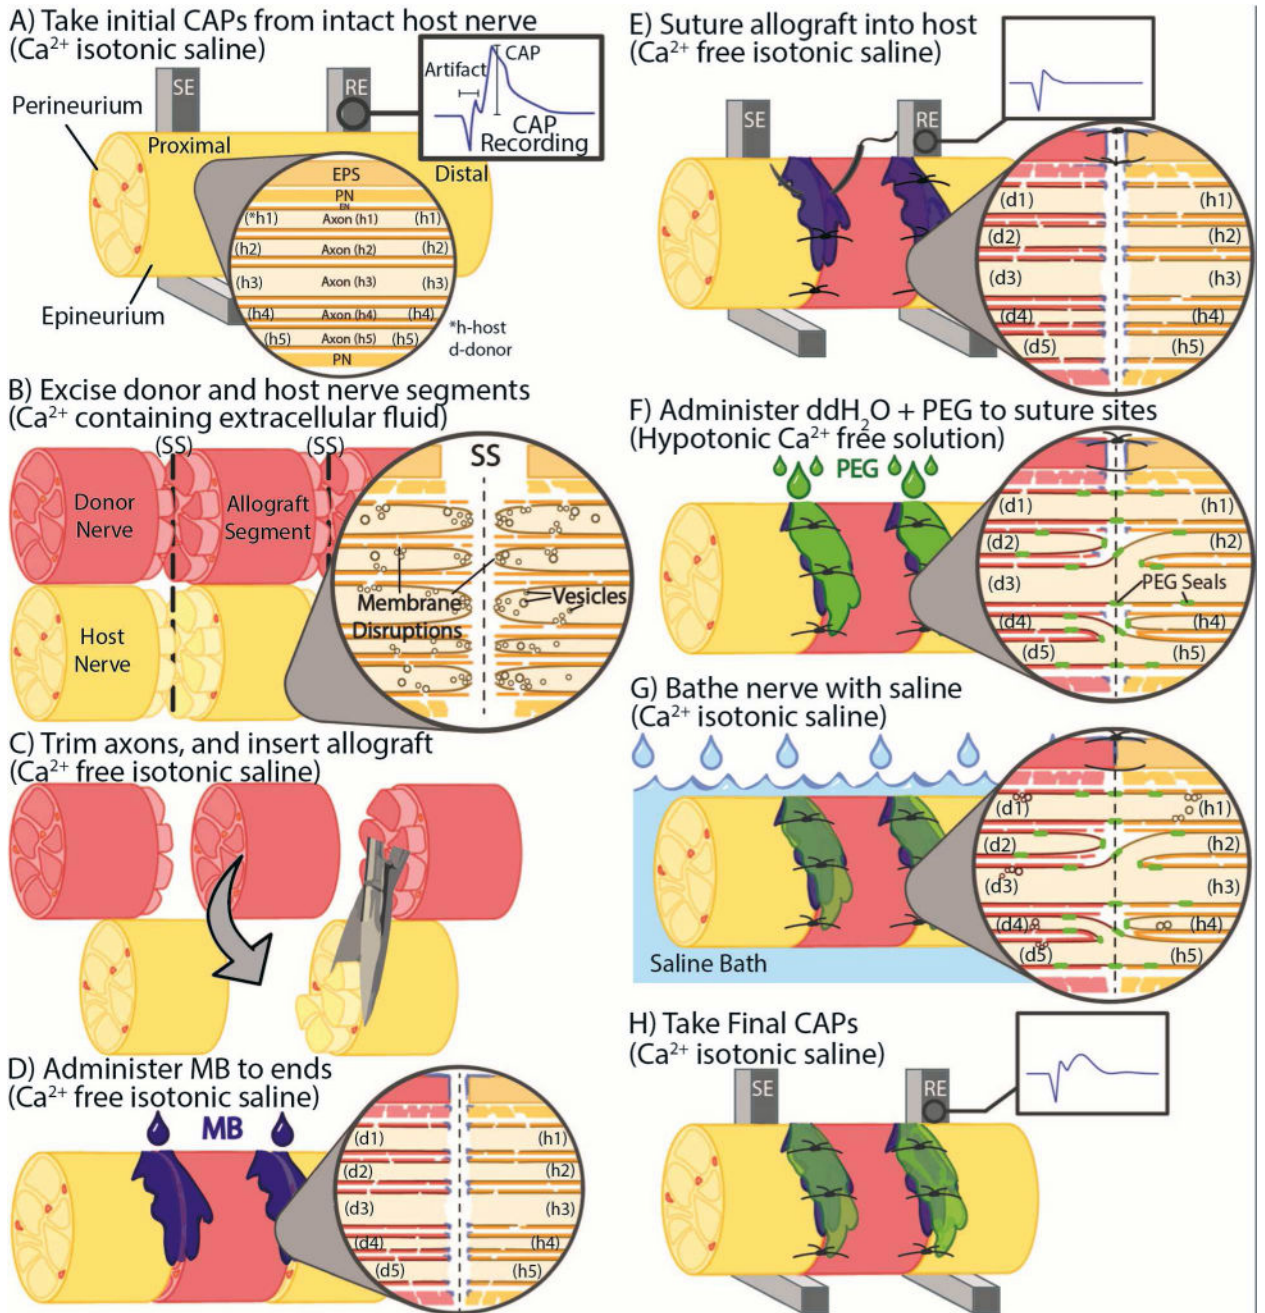 A) Take initial CAPs from intact host nerve
(Ca²⁺ isotonic saline)
SE
RE
Artifact
CAP
CAP
Recording
Perineurium
Proximal
Distal
EPS
PN
EN
(*h1) Axon (h1) (h1)
(h2) Axon (h2) (h2)
(h3) Axon (h3) (h3)
(h4) Axon (h4) (h4)
(h5) Axon (h5) (h5)
PN
Epineurium
*h-host
d-donor
B) Excise donor and host nerve segments
(Ca²⁺ containing extracellular fluid)
(SS) (SS)
SS
Donor
Nerve
Allograft
Segment
Host
Nerve
Membrane
Disruptions
Vesicles
C) Trim axons, and insert allograft
(Ca²⁺ free isotonic saline)
D) Administer MB to ends
(Ca²⁺ free isotonic saline)
MB
(d1) (h1)
(d2) (h2)
(d3) (h3)
(d4) (h4)
(d5) (h5)
E) Suture allograft into host
(Ca²⁺ free isotonic saline)
SE
RE
(d1) (h1)
(d2) (h2)
(d3) (h3)
(d4) (h4)
(d5) (h5)
F) Administer ddH₂O + PEG to suture sites
(Hypotonic Ca²⁺ free solution)
PEG
(d1) (h1)
(d2) (h2)
(d3)
PEG Seals
(d4) (h4)
(d5) (h5)
G) Bathe nerve with saline
(Ca²⁺ isotonic saline)
(d1) (h1)
(d2) (h2)
(d3) (h3)
(d4) (h4)
(d5) (h5)
Saline Bath
H) Take Final CAPs
(Ca²⁺ isotonic saline)
SE
RE